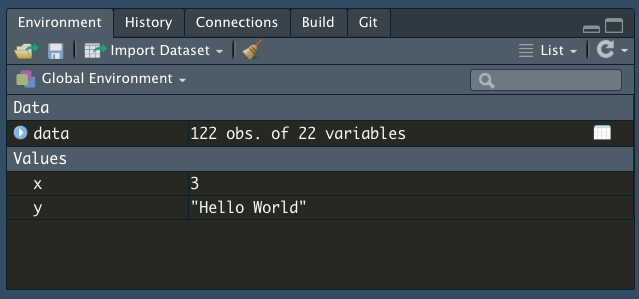 Environment History Connections Build Git
Import Dataset List
Global Environment
Data
data 122 obs. of 22 variables
Values
x 3
y "Hello World"